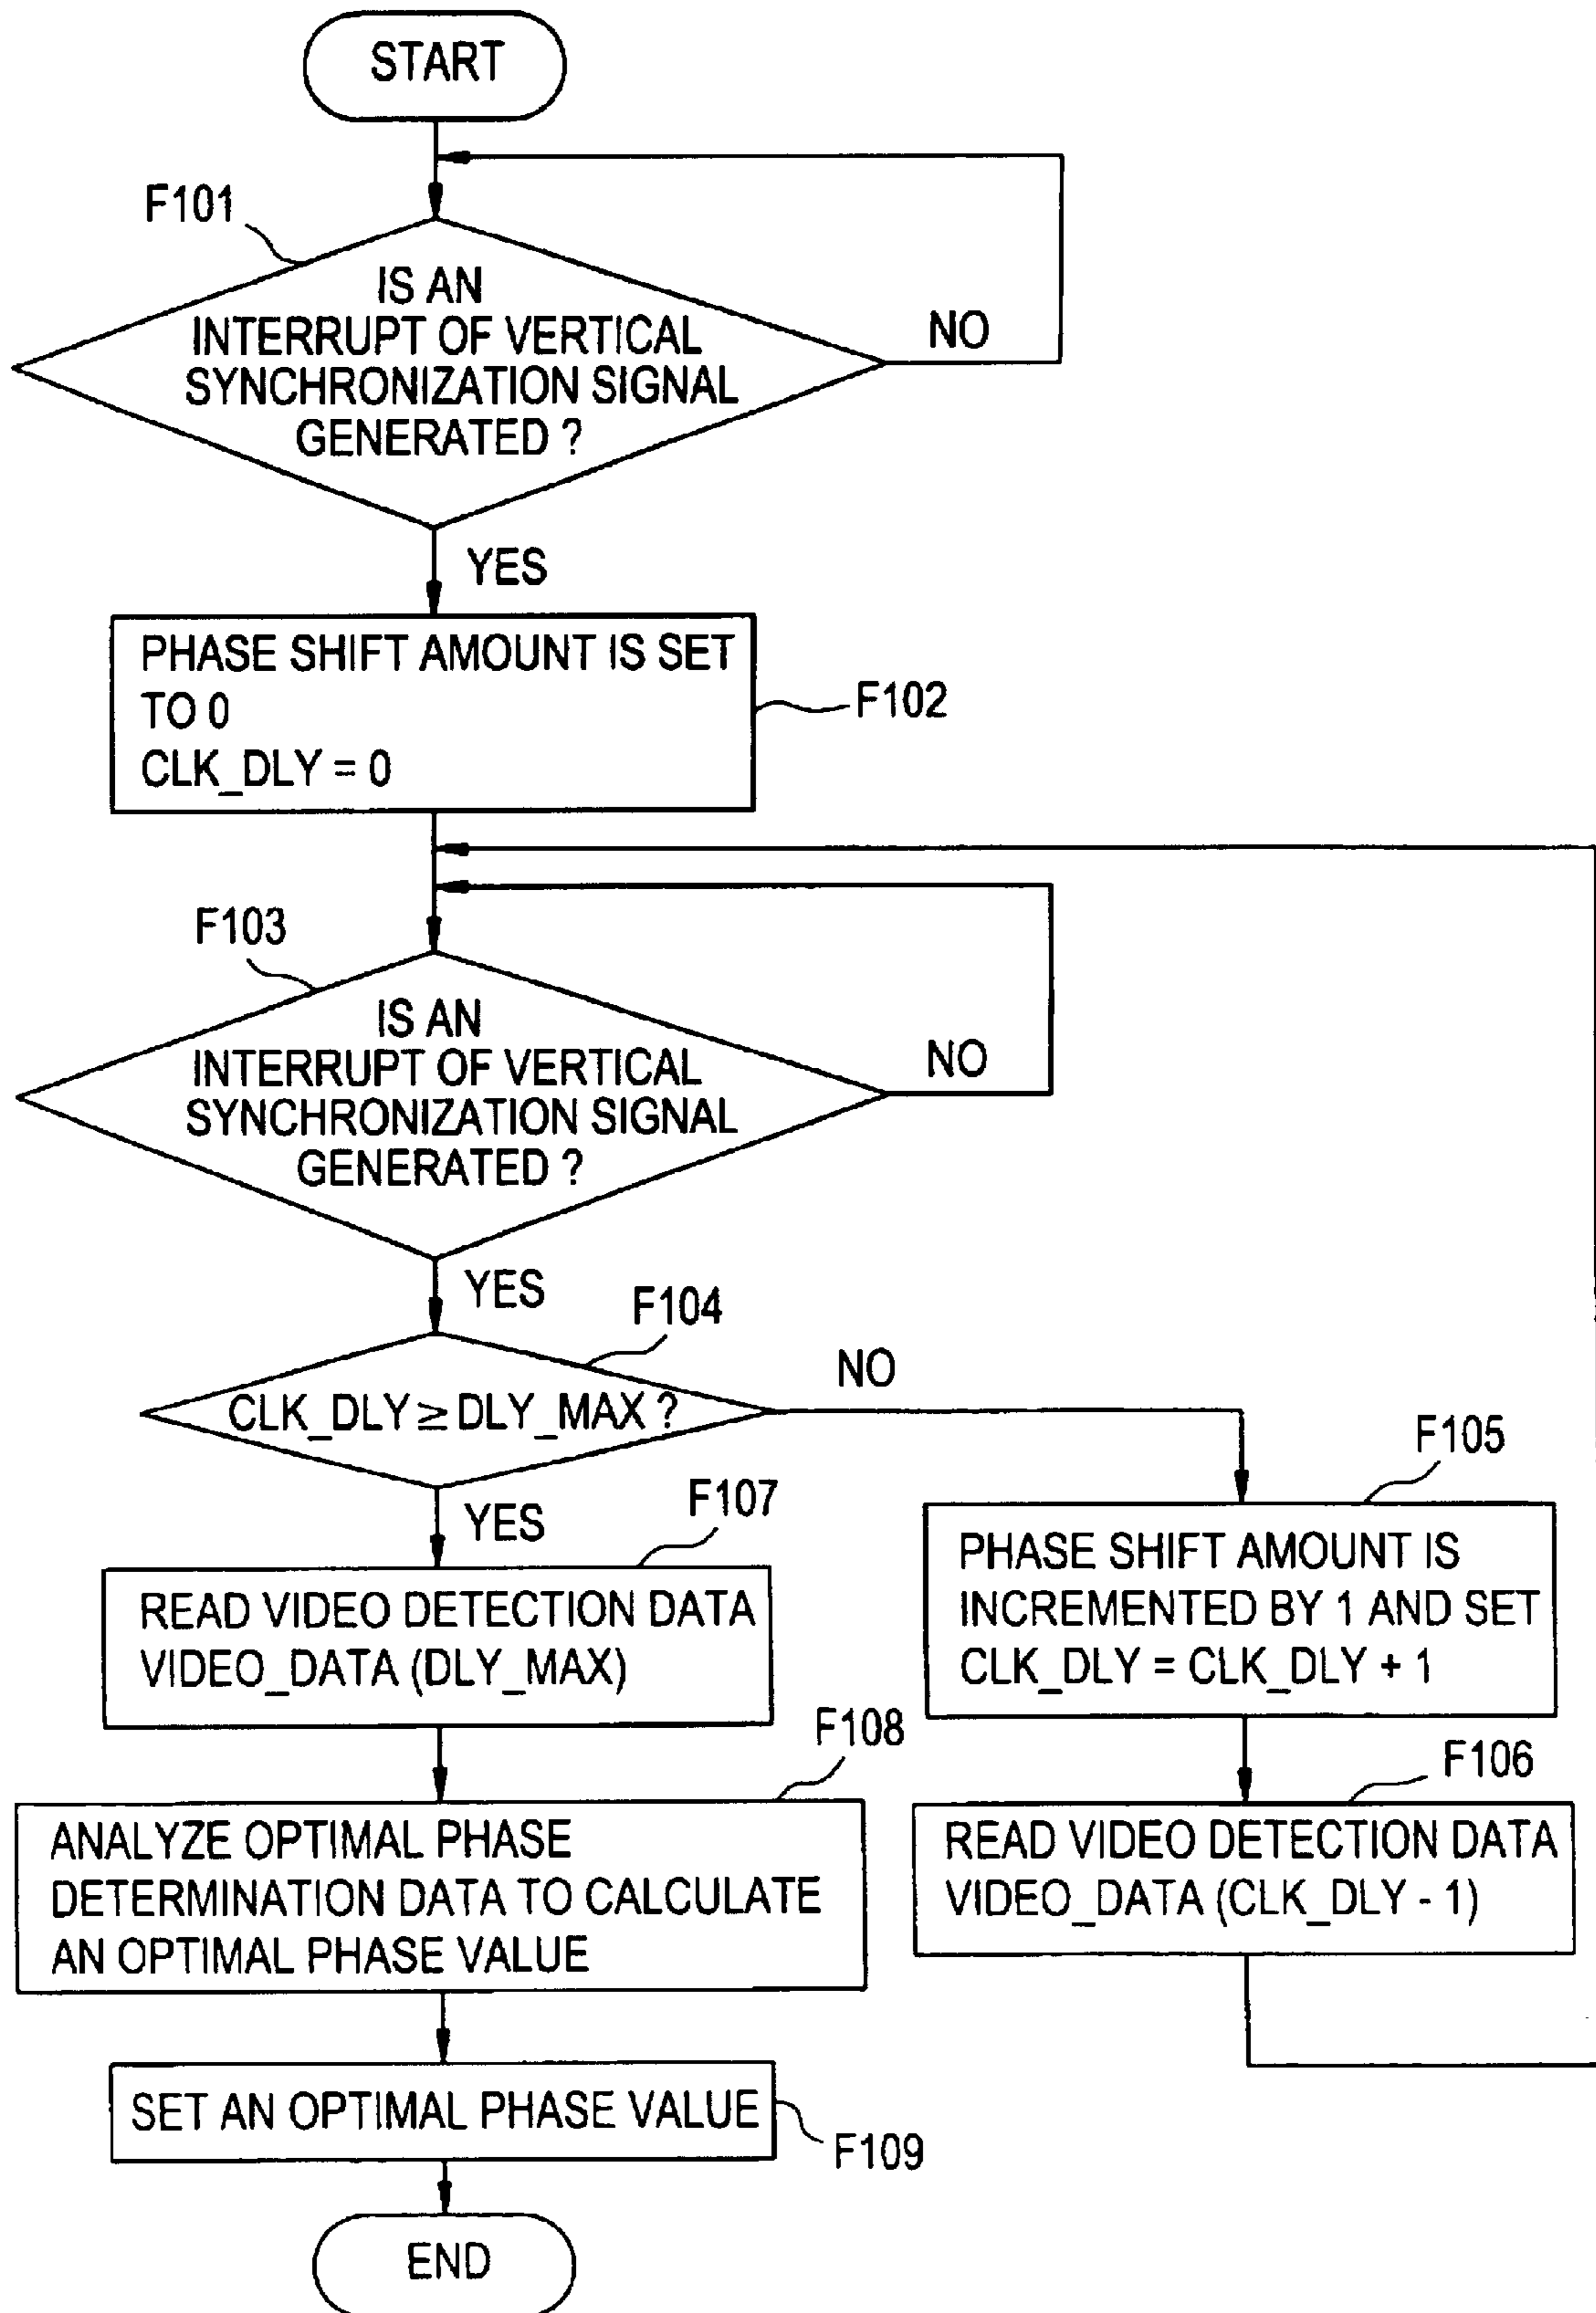 START
F101
IS AN
INTERRUPT OF VERTICAL
SYNCHRONIZATION SIGNAL
GENERATED ?
NO
YES
PHASE SHIFT AMOUNT IS SET
TO 0
CLK_DLY = 0
F102
F103
IS AN
INTERRUPT OF VERTICAL
SYNCHRONIZATION SIGNAL
GENERATED ?
NO
YES
F104
CLK_DLY ≥ DLY_MAX ?
NO
YES
F105
PHASE SHIFT AMOUNT IS
INCREMENTED BY 1 AND SET
CLK_DLY = CLK_DLY + 1
F107
READ VIDEO DETECTION DATA
VIDEO_DATA (DLY_MAX)
F106
READ VIDEO DETECTION DATA
VIDEO_DATA (CLK_DLY - 1)
F108
ANALYZE OPTIMAL PHASE
DETERMINATION DATA TO CALCULATE
AN OPTIMAL PHASE VALUE
SET AN OPTIMAL PHASE VALUE
F109
END